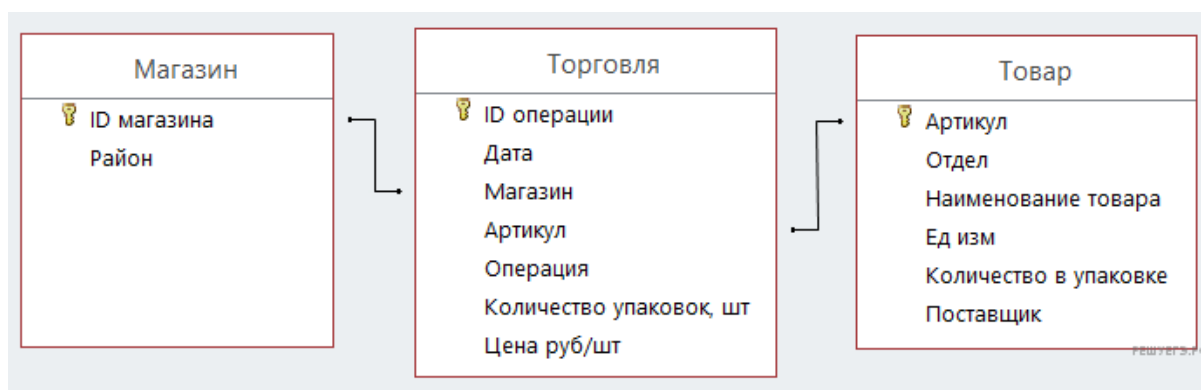 Магазин
ID магазина
Район
Торговля
ID операции
Дата
Магазин
Артикул
Операция
Количество упаковок, шт
Цена руб/шт
Товар
Артикул
Отдел
Наименование товара
Ед изм
Количество в упаковке
Поставщик